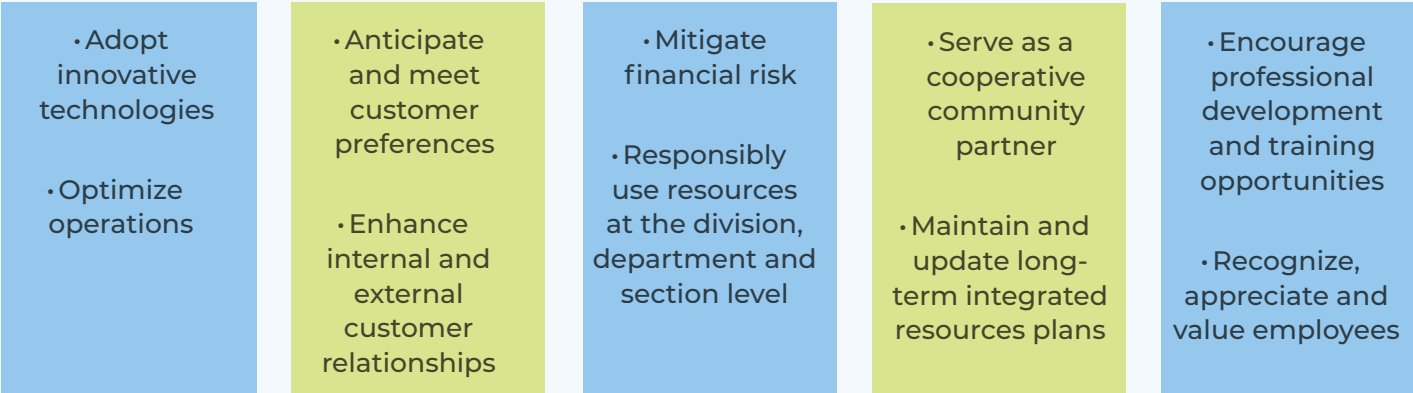 ·Adopt
innovative
technologies
·Optimize
operations
·Anticipate
and meet
customer
preferences
·Enhance
internal and
external
customer
relationships
·Mitigate
financial risk
·Responsibly
use resources
at the division,
department and
section level
·Serve as a
cooperative
community
partner
·Maintain and
update long-
term integrated
resources plans
·Encourage
professional
development
and training
opportunities
·Recognize,
appreciate and
value employees